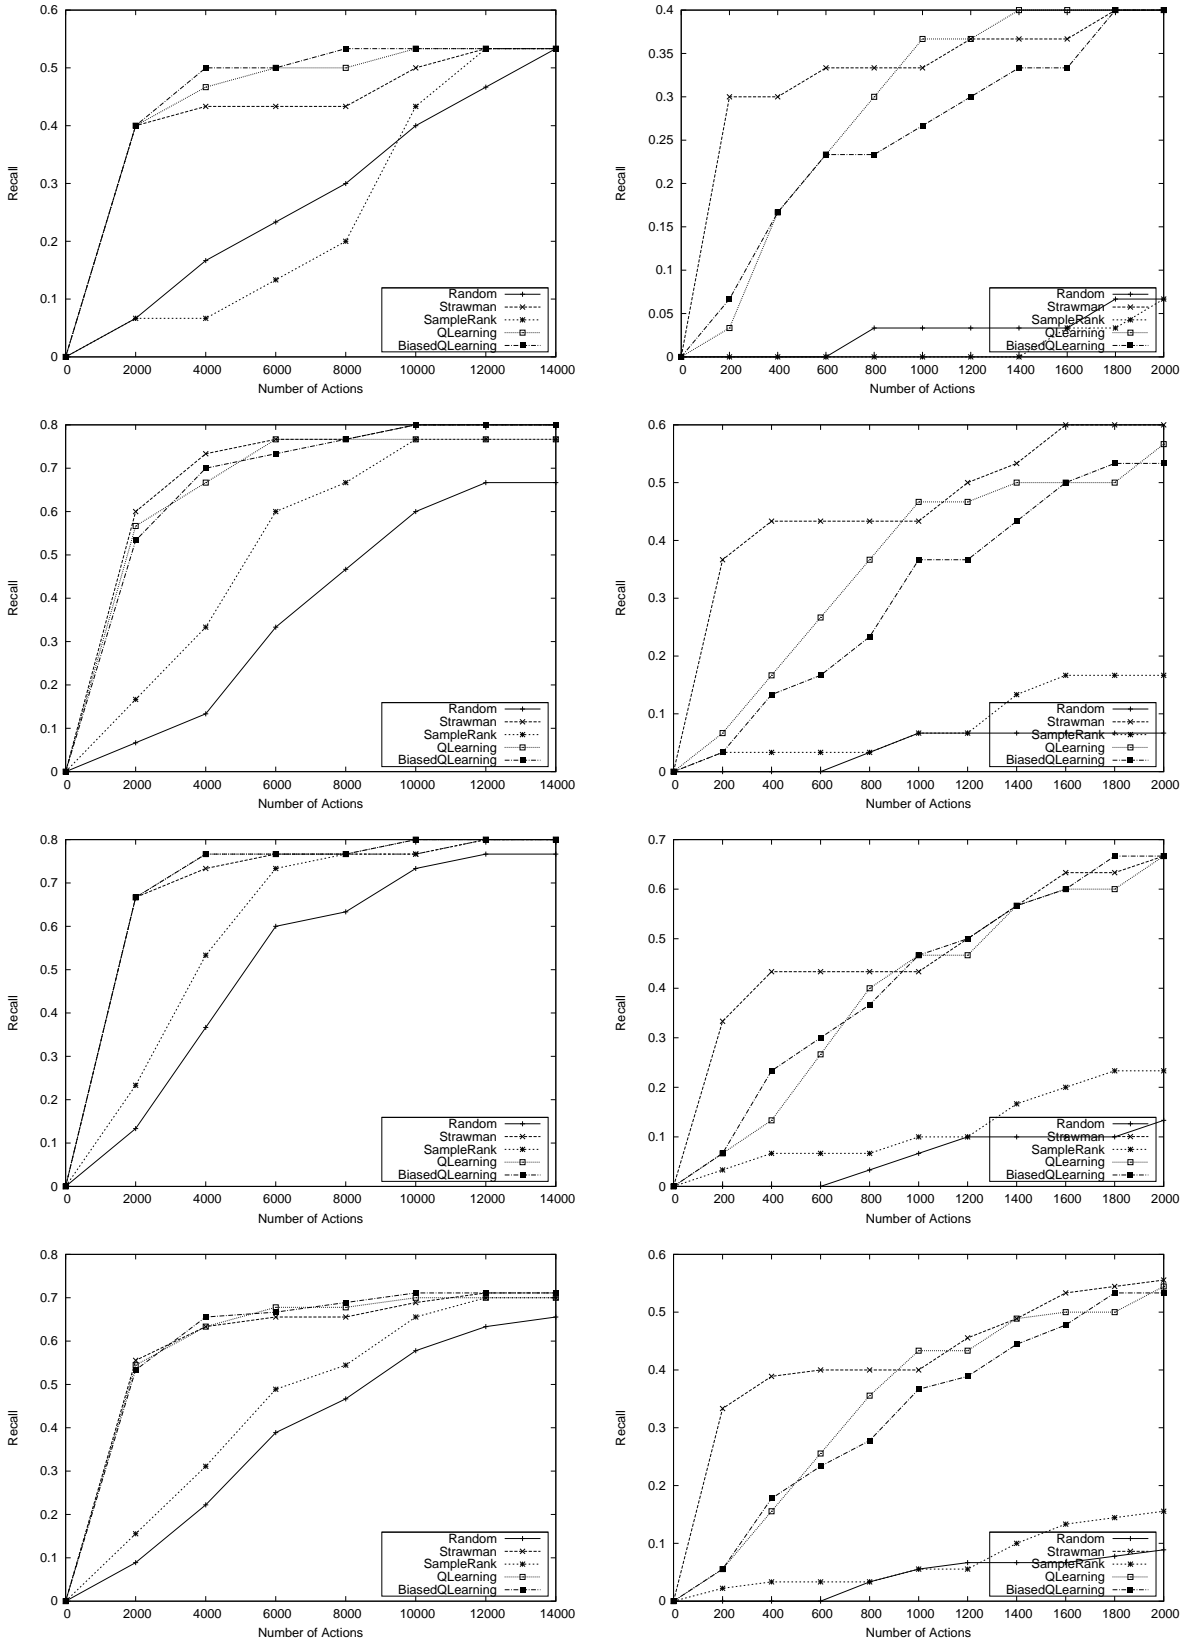 0.6
0.5
0.4
0.3
0.2
0.1
0
Recall
Random
Strawman
SampleRank
QLearning
BiasedQLearning
0 2000 4000 6000 8000 10000 12000 14000
Number of Actions
0.4
0.35
0.3
0.25
0.2
0.15
0.1
0.05
0
Recall
Random
Strawman
SampleRank
QLearning
BiasedQLearning
0 200 400 600 800 1000 1200 1400 1600 1800 2000
Number of Actions
0.8
0.7
0.6
0.5
0.4
0.3
0.2
0.1
0
Recall
Random
Strawman
SampleRank
QLearning
BiasedQLearning
0 2000 4000 6000 8000 10000 12000 14000
Number of Actions
0.6
0.5
0.4
0.3
0.2
0.1
0
Recall
Random
Strawman
SampleRank
QLearning
BiasedQLearning
0 200 400 600 800 1000 1200 1400 1600 1800 2000
Number of Actions
0.8
0.7
0.6
0.5
0.4
0.3
0.2
0.1
0
Recall
Random
Strawman
SampleRank
QLearning
BiasedQLearning
0 2000 4000 6000 8000 10000 12000 14000
Number of Actions
0.7
0.6
0.5
0.4
0.3
0.2
0.1
0
Recall
Random
Strawman
SampleRank
QLearning
BiasedQLearning
0 200 400 600 800 1000 1200 1400 1600 1800 2000
Number of Actions
0.8
0.7
0.6
0.5
0.4
0.3
0.2
0.1
0
Recall
Random
Strawman
SampleRank
QLearning
BiasedQLearning
0 2000 4000 6000 8000 10000 12000 14000
Number of Actions
0.6
0.5
0.4
0.3
0.2
0.1
0
Recall
Random
Strawman
SampleRank
QLearning
BiasedQLearning
0 200 400 600 800 1000 1200 1400 1600 1800 2000
Number of Actions